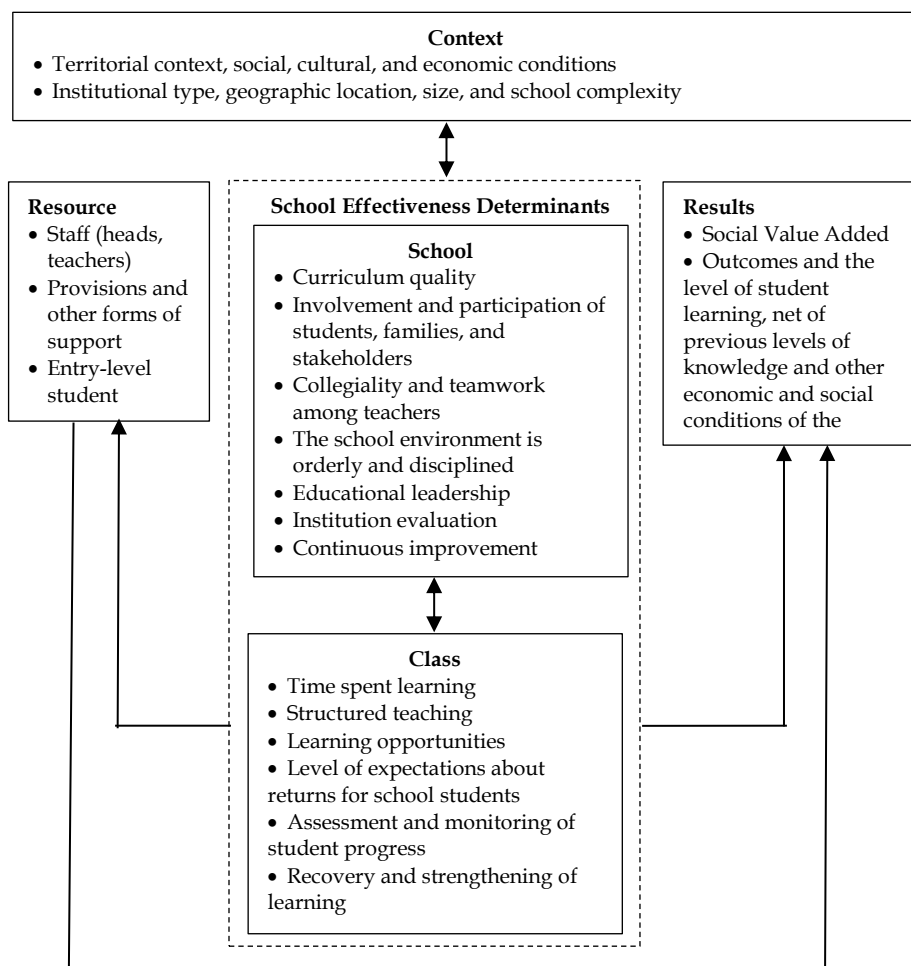 Context
• Territorial context, social, cultural, and economic conditions
• Institutional type, geographic location, size, and school complexity
Resource
• Staff (heads,
teachers)
• Provisions and
other forms of
support
• Entry-level
student
School Effectiveness Determinants
School
• Curriculum quality
• Involvement and participation of
students, families, and
stakeholders
• Collegiality and teamwork
among teachers
• The school environment is
orderly and disciplined
• Educational leadership
• Institution evaluation
• Continuous improvement
Class
• Time spent learning
• Structured teaching
• Learning opportunities
• Level of expectations about
returns for school students
• Assessment and monitoring of
student progress
• Recovery and strengthening of
learning
Results
• Social Value Added
• Outcomes and the
level of student
learning, net of
previous levels of
knowledge and other
economic and social
conditions of the